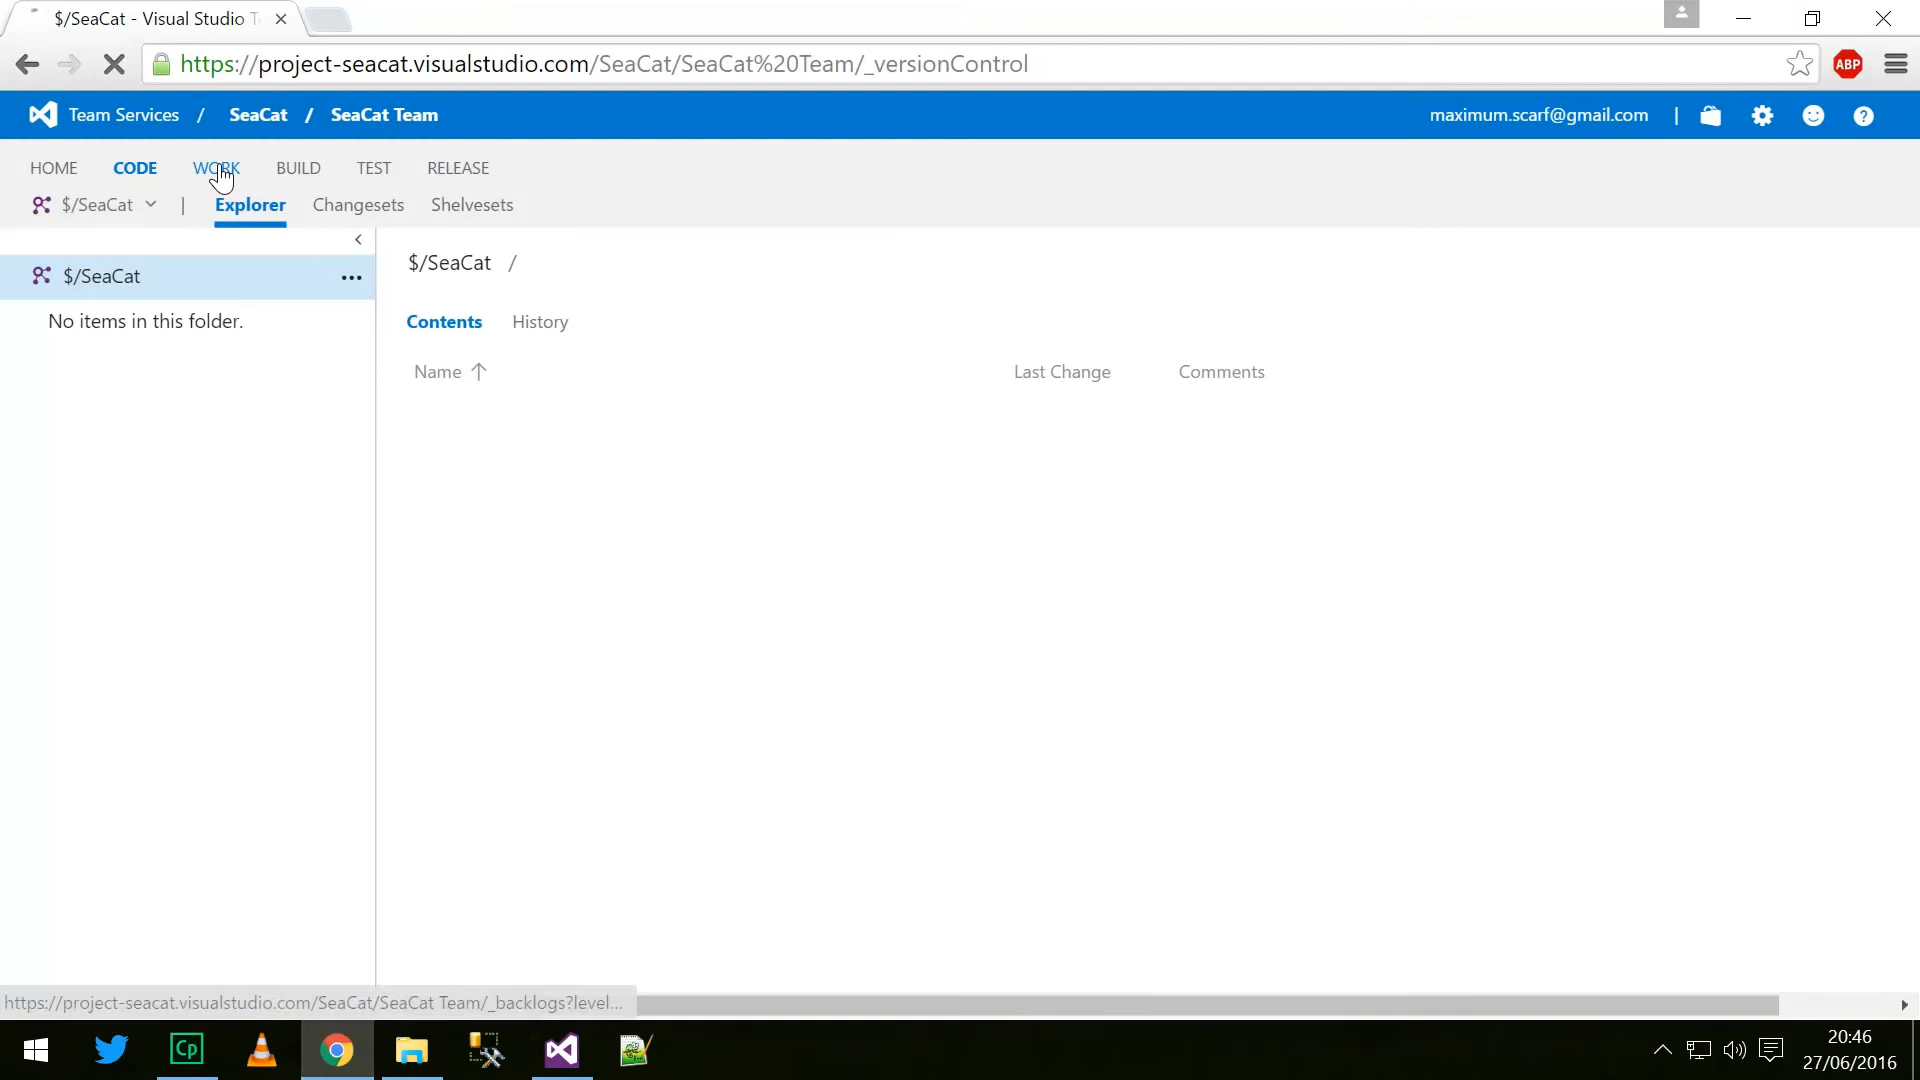 $/SeaCat - Visual Studio T
https://project-seacat.visualstudio.com/SeaCat/SeaCat%20Team/_versionControl
ABP
Team Services / SeaCat / SeaCat Team
maximum.scarf@gmail.com | ?
HOME CODE WORK BUILD TEST RELEASE
$/SeaCat | Explorer Changesets Shelvesets
$/SeaCat ...
No items in this folder.
$/SeaCat /
Contents History
Name Last Change Comments
https://project-seacat.visualstudio.com/SeaCat/SeaCat Team/_backlogs?level...
Cp
20:46
27/06/2016